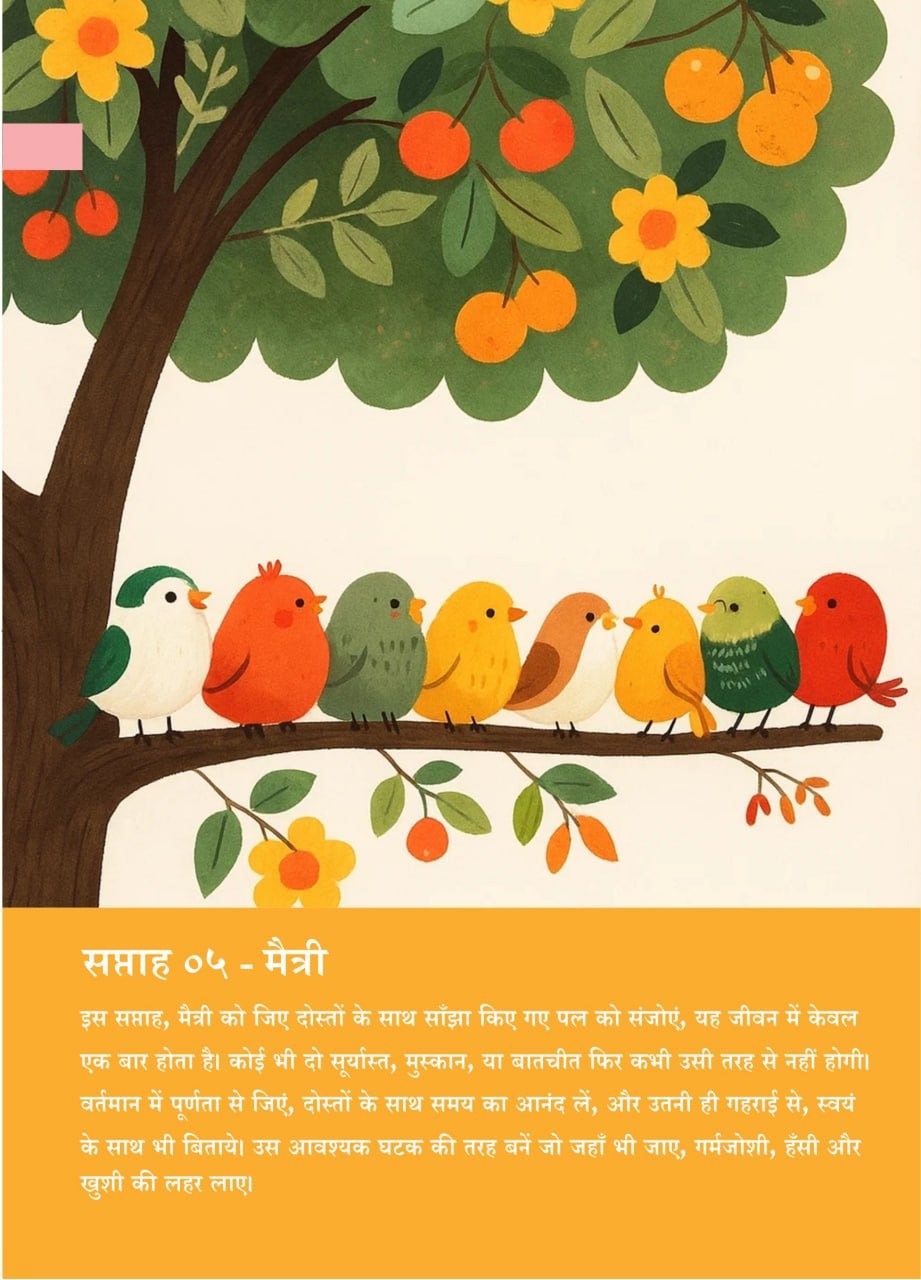 सप्ताह ०५ - मैत्री
इस सप्ताह, मैत्री को जिए दोस्तों के साथ साँझा किए गए पल को संजोएं, यह जीवन में केवल
एक बार होता है। कोई भी दो सूर्यास्त, मुस्कान, या बातचीत फिर कभी उसी तरह से नहीं होगी।
वर्तमान में पूर्णता से जिएं, दोस्तों के साथ समय का आनंद लें, और उतनी ही गहराई से, स्वयं
के साथ भी बिताये। उस आवश्यक घटक की तरह बनें जो जहाँ भी जाए, गर्मजोशी, हँसी और
खुशी की लहर लाए।